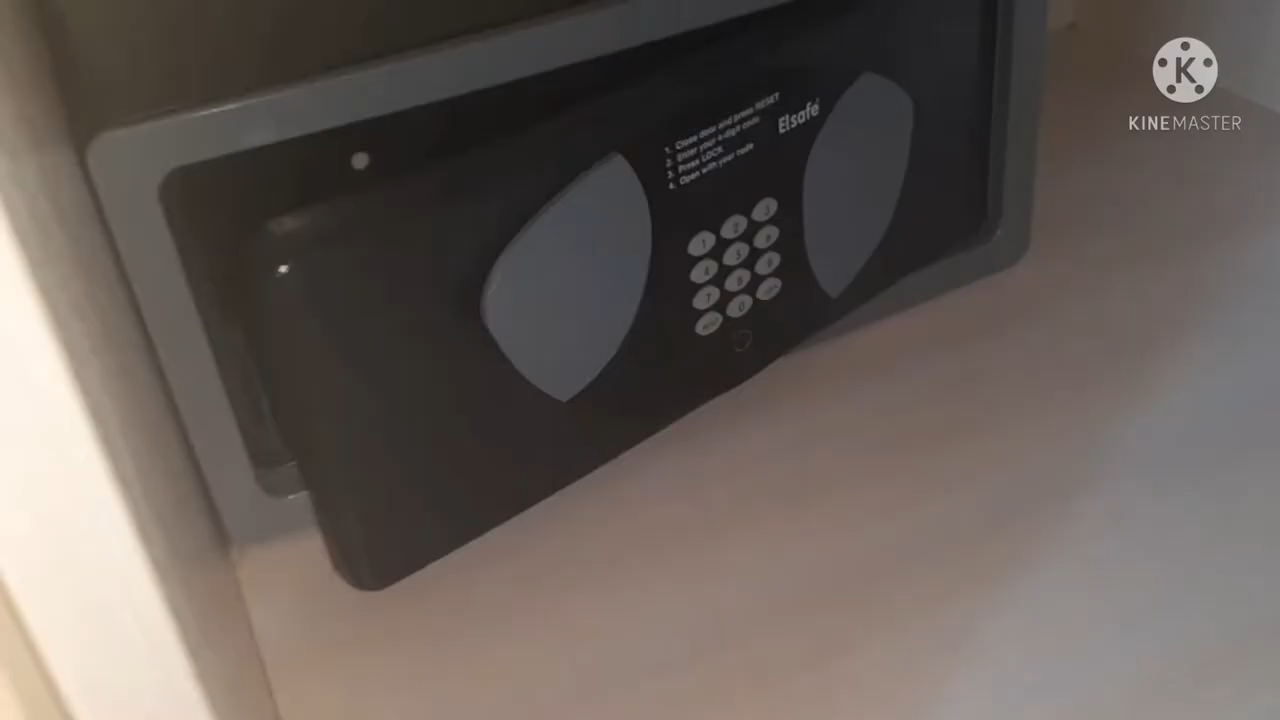 1. Close door and press RESET
2. Enter your 4-digit code
3. Press LOCK
4. Open with your code
Elsafe
1 2 3
4 5 6
7 8 9
0
K
KINEMASTER